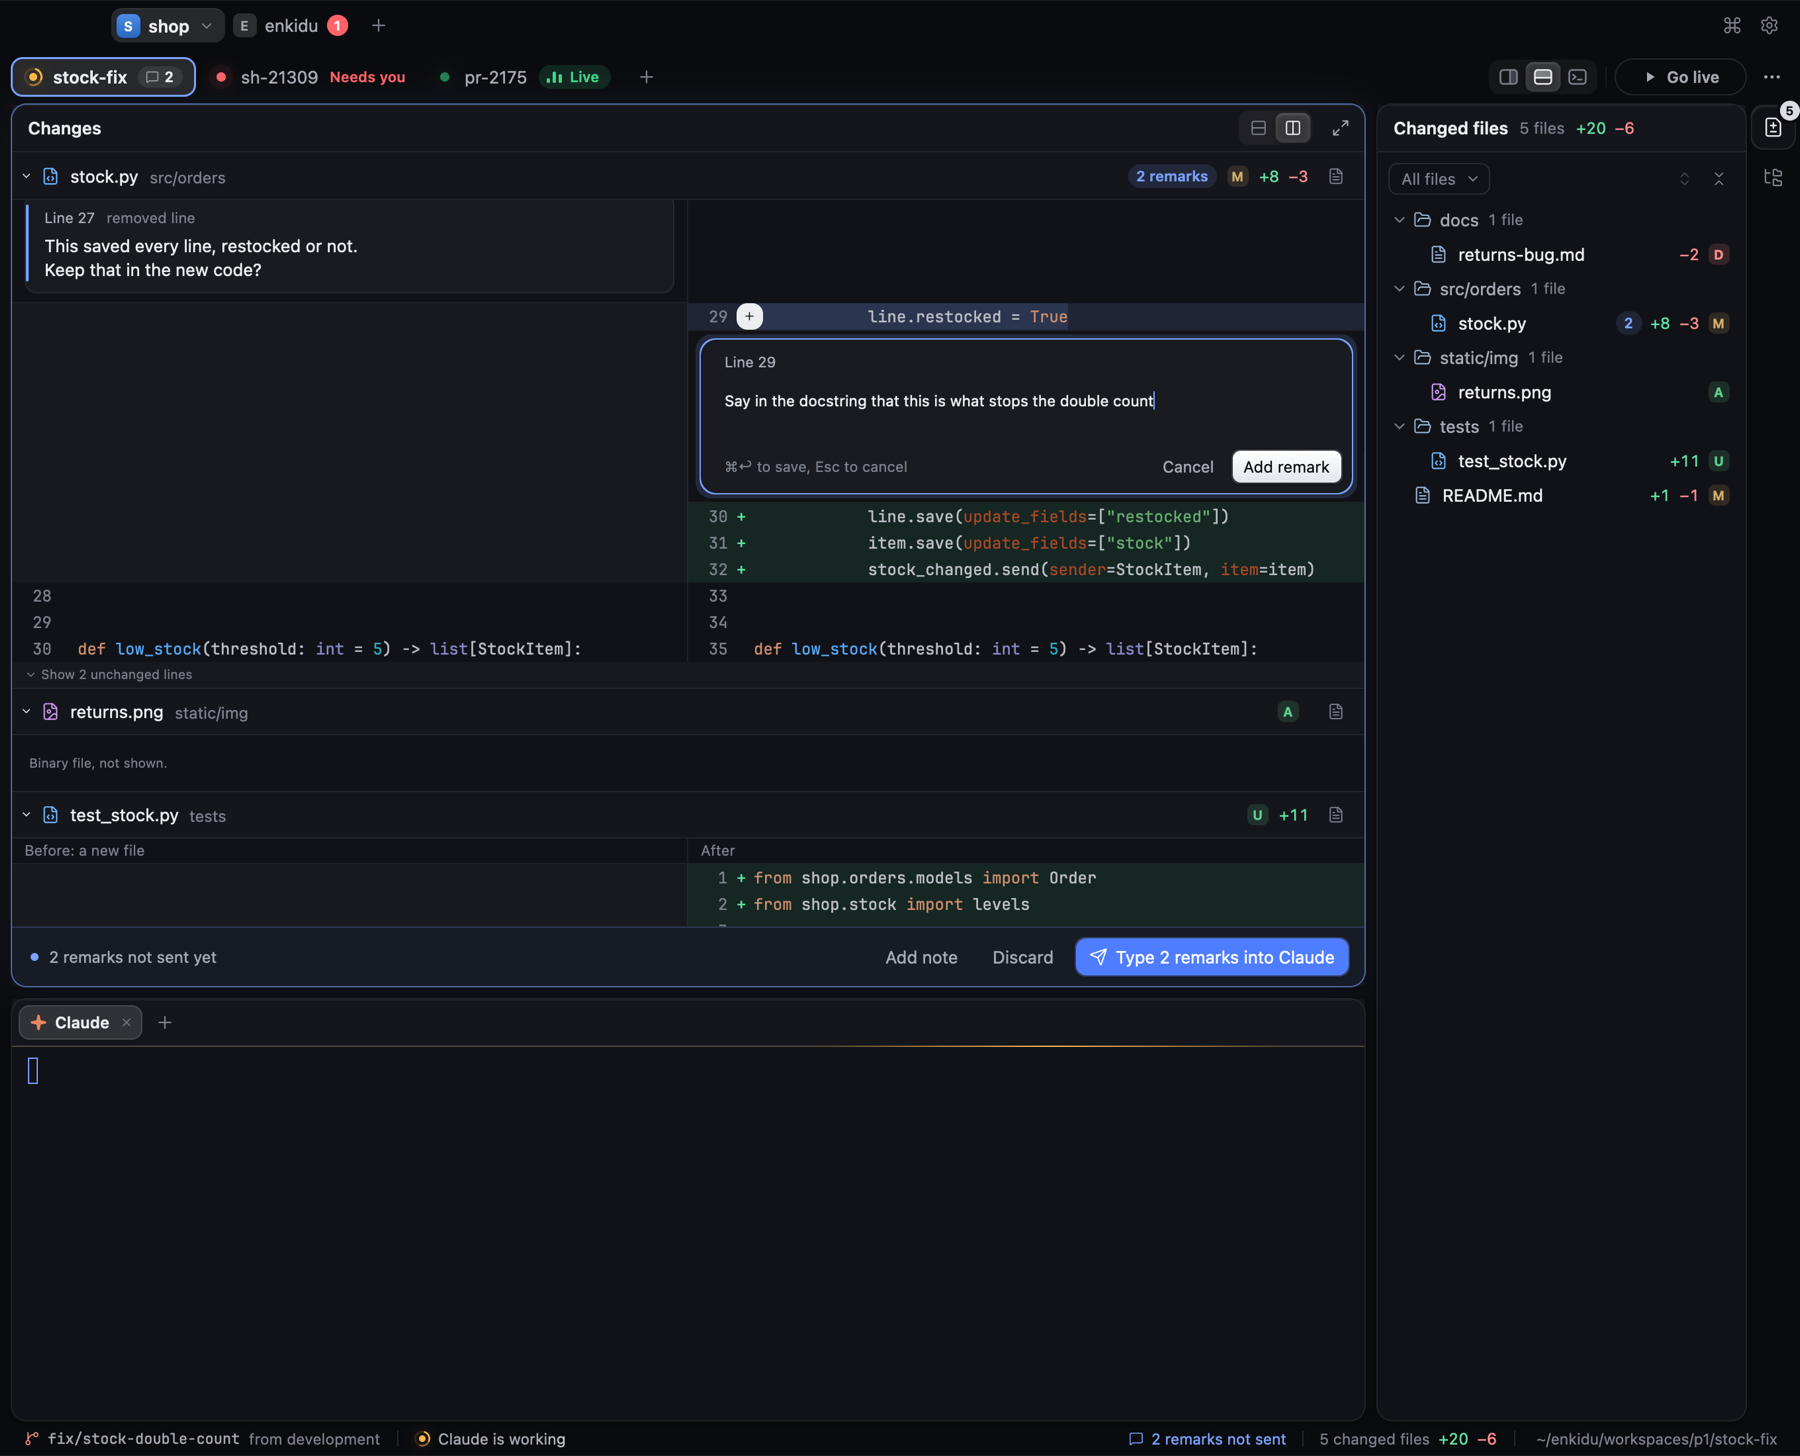 S shop E enkidu 1
stock-fix 2 sh-21309 Needs you pr-2175 Live Go live
Changes
stock.py src/orders 2 remarks M +8 −3
Line 27 removed line
This saved every line, restocked or not.
Keep that in the new code?
29 + line.restocked = True
Line 29
Say in the docstring that this is what stops the double count
⌘↩ to save, Esc to cancel Cancel Add remark
30 + line.save(update_fields=["restocked"])
31 + item.save(update_fields=["stock"])
32 + stock_changed.send(sender=StockItem, item=item)
28 33
29 34
30 def low_stock(threshold: int = 5) -> list[StockItem]: 35 def low_stock(threshold: int = 5) -> list[StockItem]:
Show 2 unchanged lines
returns.png static/img A
Binary file, not shown.
test_stock.py tests U +11
Before: a new file After
1 + from shop.orders.models import Order
2 + from shop.stock import levels
2 remarks not sent yet Add note Discard Type 2 remarks into Claude
Changed files 5 files +20 −6 5
All files
docs 1 file
returns-bug.md −2 D
src/orders 1 file
stock.py 2 +8 −3 M
static/img 1 file
returns.png A
tests 1 file
test_stock.py +11 U
README.md +1 −1 M
Claude
fix/stock-double-count from development Claude is working 2 remarks not sent 5 changed files +20 −6 ~/enkidu/workspaces/p1/stock-fix